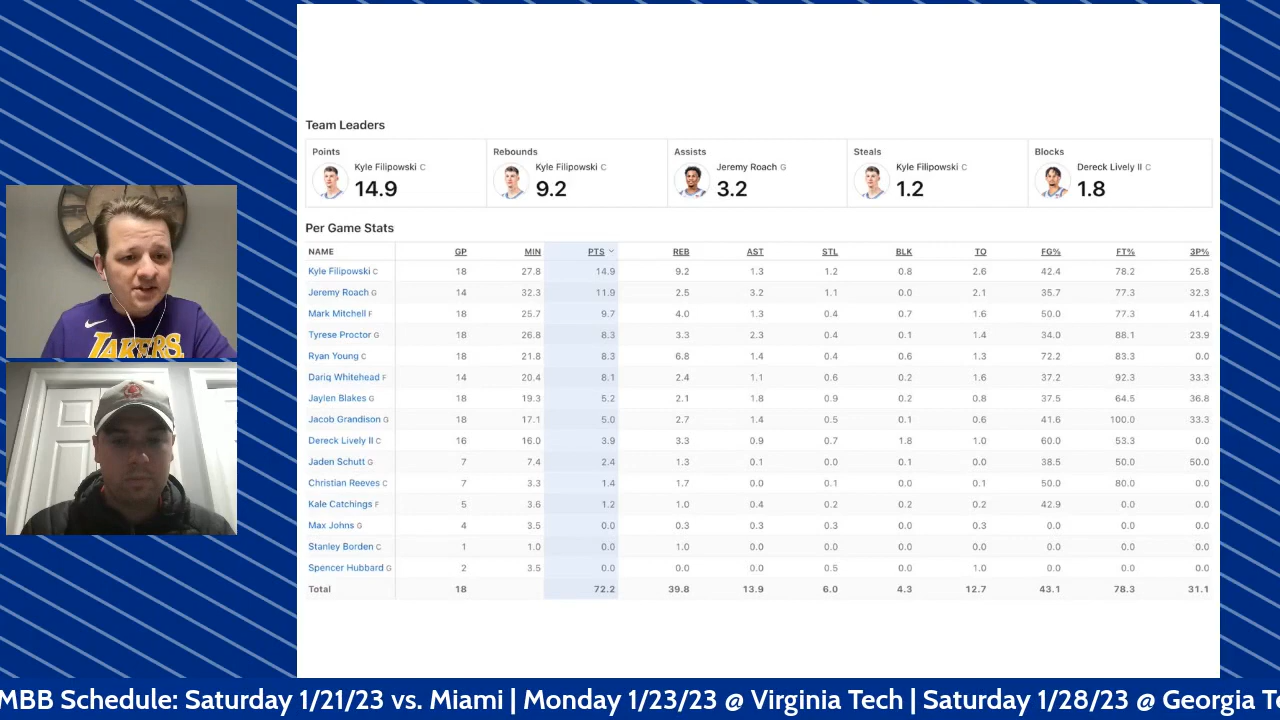 Team Leaders
Points Rebounds Assists Steals Blocks
Kyle Filipowski C Kyle Filipowski C Jeremy Roach G Kyle Filipowski C Dereck Lively II C
14.9 9.2 3.2 1.2 1.8
Per Game Stats
NAME GP MIN PTS REB AST STL BLK TO FG% FT% 3P%
Kyle Filipowski C 18 27.8 14.9 9.2 1.3 1.2 0.8 2.6 42.4 78.2 25.8
Jeremy Roach G 14 32.3 11.9 2.5 3.2 1.1 0.0 2.1 35.7 77.3 32.3
Mark Mitchell F 18 25.7 9.7 4.0 1.3 0.4 0.7 1.6 50.0 77.3 41.4
Tyrese Proctor G 18 26.8 8.3 3.3 2.3 0.4 0.1 1.4 34.0 88.1 23.9
Ryan Young C 18 21.8 8.3 6.8 1.4 0.4 0.6 1.3 72.2 83.3 0.0
Dariq Whitehead F 14 20.4 8.1 2.4 1.1 0.6 0.2 1.6 37.2 92.3 33.3
Jaylen Blakes G 18 19.3 5.2 2.1 1.8 0.9 0.2 0.8 37.5 64.5 36.8
Jacob Grandison G 18 17.1 5.0 2.7 1.4 0.5 0.1 0.6 41.6 100.0 33.3
Dereck Lively II C 16 16.0 3.9 3.3 0.9 0.7 1.8 1.0 60.0 53.3 0.0
Jaden Schutt G 7 7.4 2.4 1.3 0.1 0.0 0.1 0.0 38.5 50.0 50.0
Christian Reeves C 7 3.3 1.4 1.7 0.0 0.1 0.0 0.1 50.0 80.0 0.0
Kale Catchings F 5 3.6 1.2 1.0 0.4 0.2 0.2 0.2 42.9 0.0 0.0
Max Johns G 4 3.5 0.0 0.3 0.3 0.3 0.0 0.3 0.0 0.0 0.0
Stanley Borden C 1 1.0 0.0 1.0 0.0 0.0 0.0 0.0 0.0 0.0 0.0
Spencer Hubbard G 2 3.5 0.0 0.0 0.0 0.5 0.0 1.0 0.0 0.0 0.0
Total 18 72.2 39.8 13.9 6.0 4.3 12.7 43.1 78.3 31.1
LAKERS
MBB Schedule: Saturday 1/21/23 vs. Miami | Monday 1/23/23 @ Virginia Tech | Saturday 1/28/23 @ Georgia Te